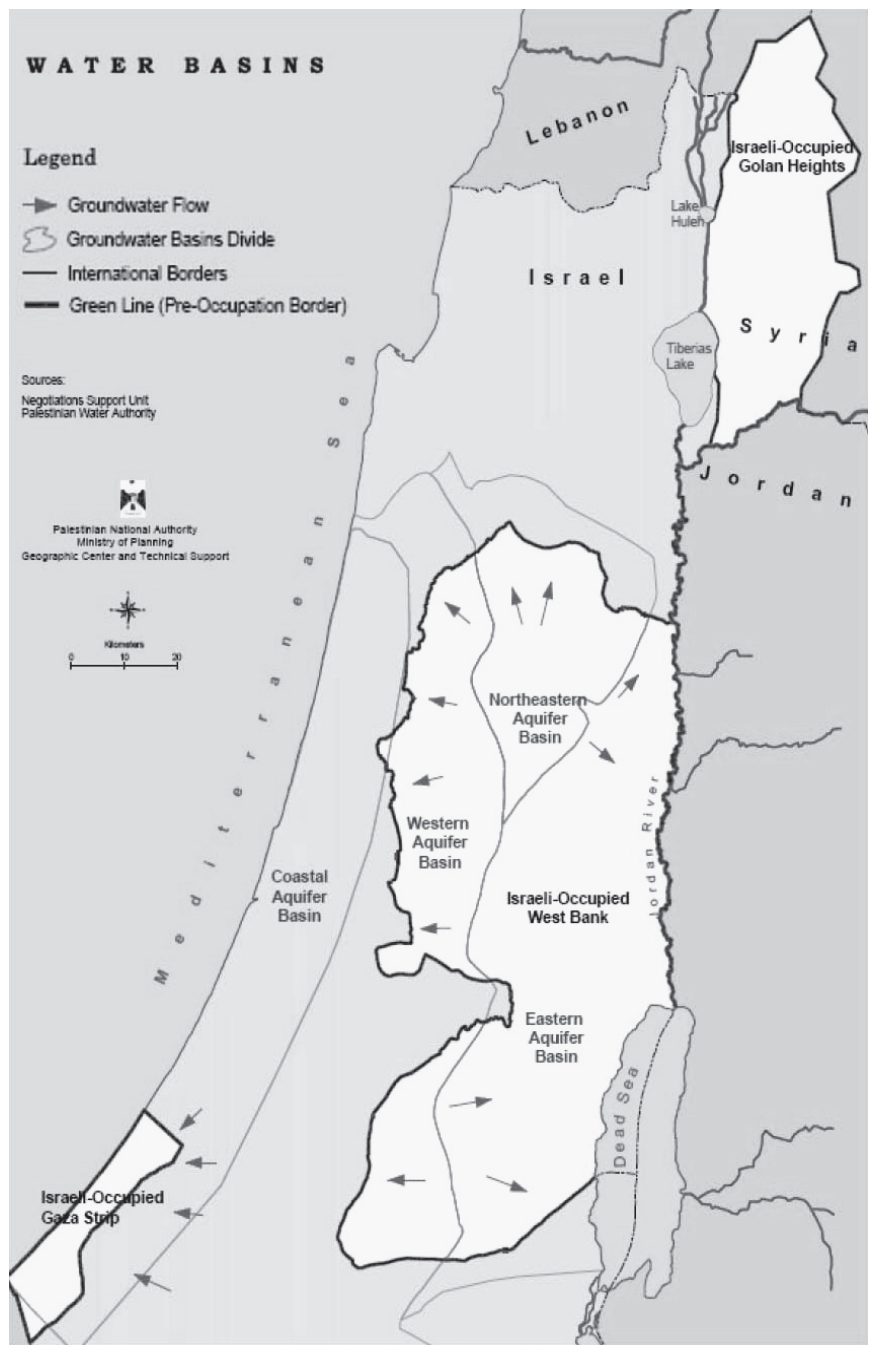 WATER BASINS
Legend
Groundwater Flow
Groundwater Basins Divide
International Borders
Green Line (Pre-Occupation Border)
Sources:
Negotiations Support Unit
Palestinian Water Authority
Palestinian National Authority
Ministry of Planning
Geographic Center and Technical Support
Kilometers
0 10 20
Lebanon
Israeli-Occupied
Golan Heights
Lake
Huleh
Israel
Syria
Tiberias
Lake
Jordan
Mediterranean Sea
Northeastern
Aquifer
Basin
Western
Aquifer
Basin
Jordan River
Coastal
Aquifer
Basin
Israeli-Occupied
West Bank
Eastern
Aquifer
Basin
Dead Sea
Israeli-Occupied
Gaza Strip